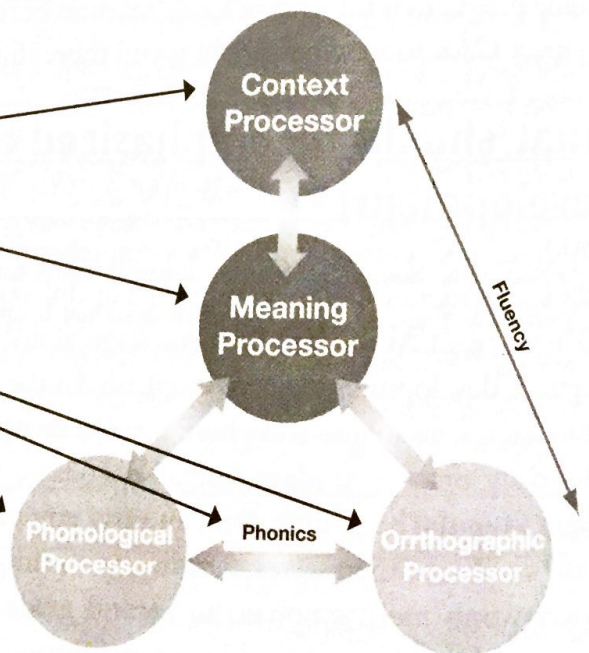 Context
Processor
Meaning
Processor
Fluency
Phonological
Processor
Phonics
Orrthographic
Processor